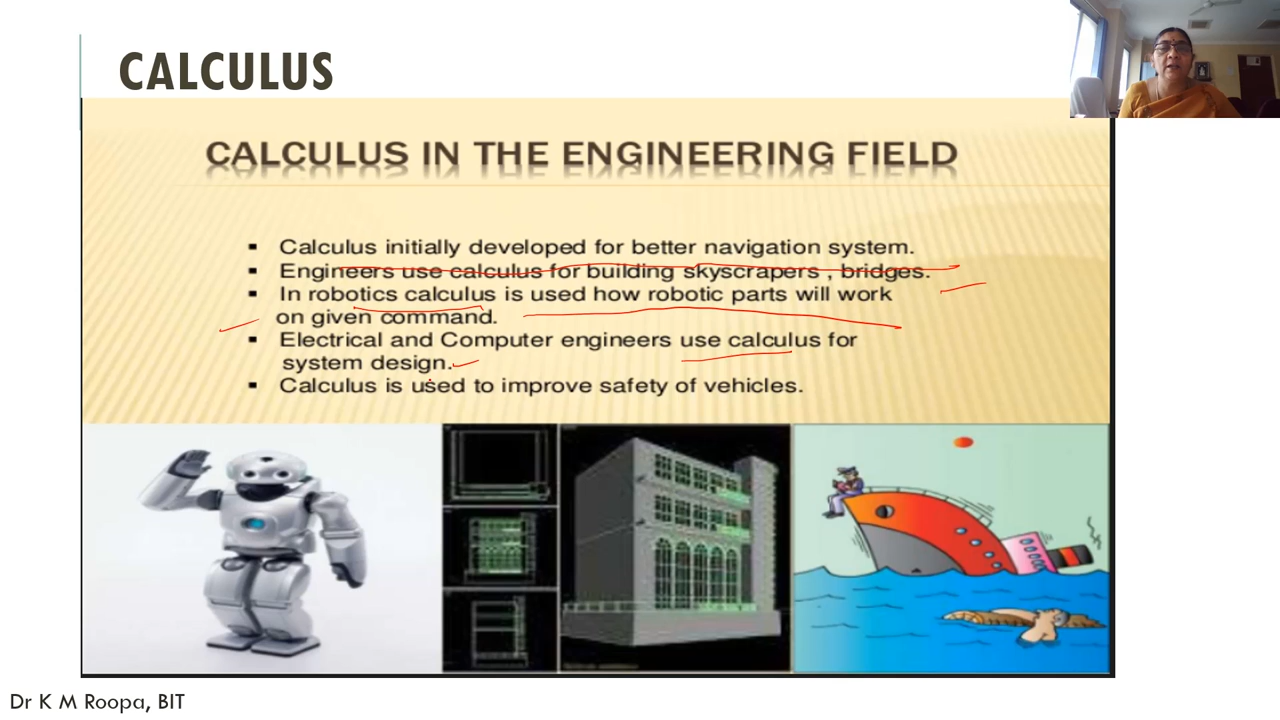 CALCULUS
CALCULUS IN THE ENGINEERING FIELD
▪ Calculus initially developed for better navigation system.
▪ Engineers use calculus for building skyscrapers , bridges.
▪ In robotics calculus is used how robotic parts will work
on given command.
▪ Electrical and Computer engineers use calculus for
system design.
▪ Calculus is used to improve safety of vehicles.
Dr K M Roopa, BIT